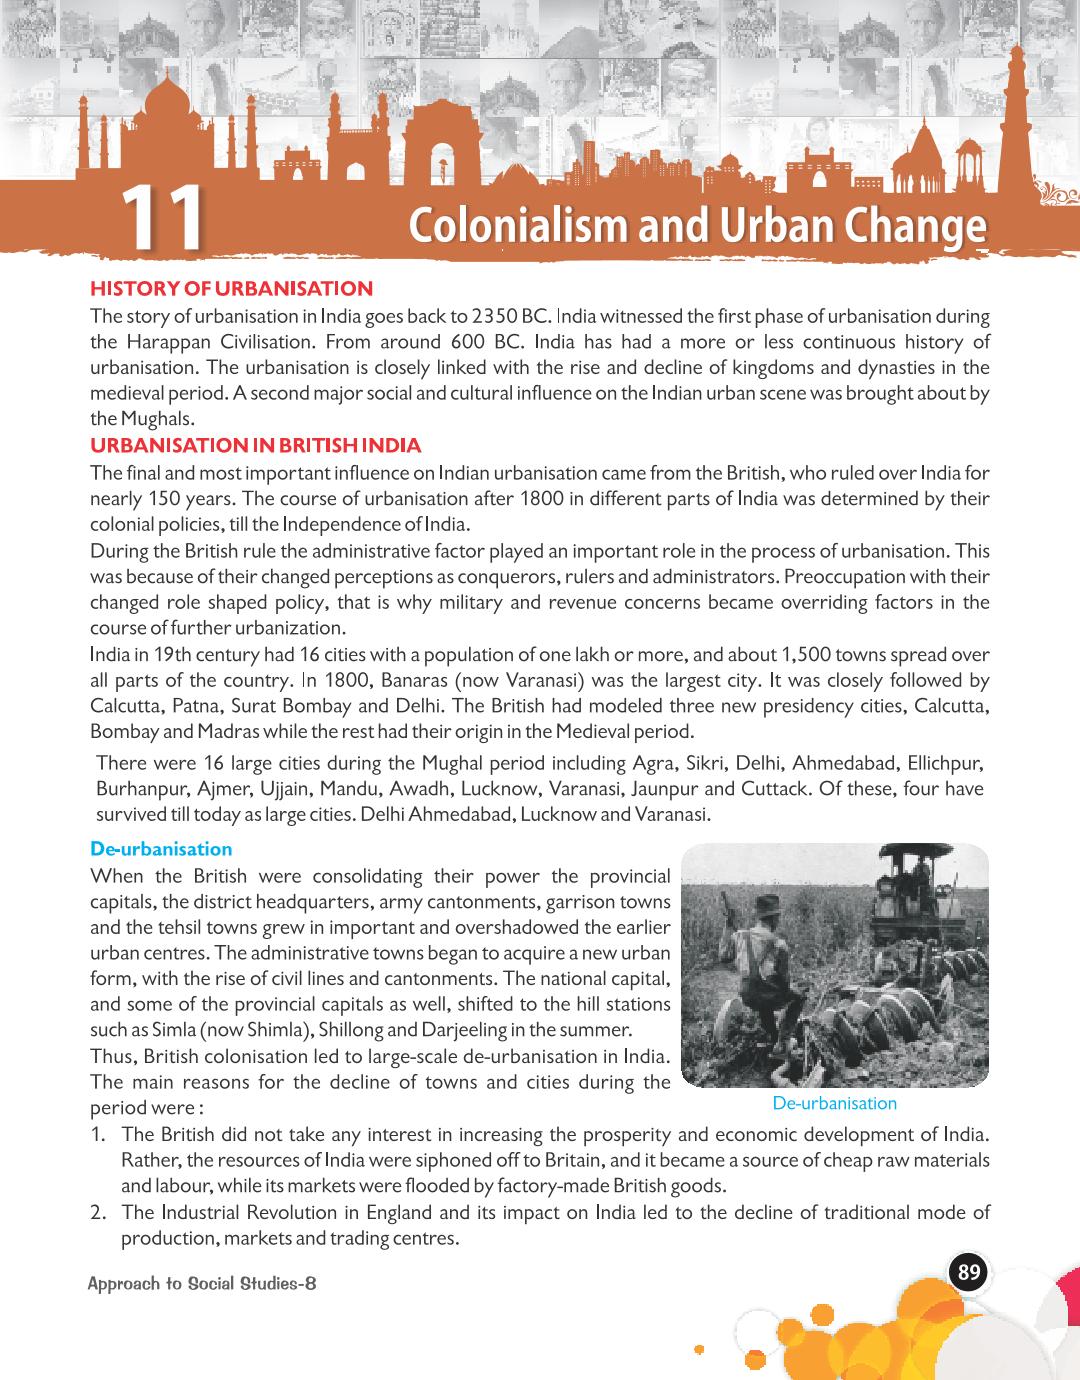 11
Colonialism and Urban Change
HISTORY OF URBANISATION
The story of urbanisation in India goes back to 2350 BC. India witnessed the first phase of urbanisation during
the Harappan Civilisation. From around 600 BC. India has had a more or less continuous history of
urbanisation. The urbanisation is closely linked with the rise and decline of kingdoms and dynasties in the
medieval period. A second major social and cultural influence on the Indian urban scene was brought about by
the Mughals.
URBANISATION IN BRITISH INDIA
The final and most important influence on Indian urbanisation came from the British, who ruled over India for
nearly 150 years. The course of urbanisation after 1800 in different parts of India was determined by their
colonial policies, till the Independence of India.
During the British rule the administrative factor played an important role in the process of urbanisation. This
was because of their changed perceptions as conquerors, rulers and administrators. Preoccupation with their
changed role shaped policy, that is why military and revenue concerns became overriding factors in the
course of further urbanization.
India in 19th century had 16 cities with a population of one lakh or more, and about 1,500 towns spread over
all parts of the country. In 1800, Banaras (now Varanasi) was the largest city. It was closely followed by
Calcutta, Patna, Surat Bombay and Delhi. The British had modeled three new presidency cities, Calcutta,
Bombay and Madras while the rest had their origin in the Medieval period.
There were 16 large cities during the Mughal period including Agra, Sikri, Delhi, Ahmedabad, Ellichpur,
Burhanpur, Ajmer, Ujjain, Mandu, Awadh, Lucknow, Varanasi, Jaunpur and Cuttack. Of these, four have
survived till today as large cities. Delhi Ahmedabad, Lucknow and Varanasi.
De-urbanisation
When the British were consolidating their power the provincial
capitals, the district headquarters, army cantonments, garrison towns
and the tehsil towns grew in important and overshadowed the earlier
urban centres. The administrative towns began to acquire a new urban
form, with the rise of civil lines and cantonments. The national capital,
and some of the provincial capitals as well, shifted to the hill stations
such as Simla (now Shimla), Shillong and Darjeeling in the summer.
Thus, British colonisation led to large-scale de-urbanisation in India.
The main reasons for the decline of towns and cities during the
period were :
De-urbanisation
1. The British did not take any interest in increasing the prosperity and economic development of India.
Rather, the resources of India were siphoned off to Britain, and it became a source of cheap raw materials
and labour, while its markets were flooded by factory-made British goods.
2. The Industrial Revolution in England and its impact on India led to the decline of traditional mode of
production, markets and trading centres.
Approach to Social Studies-8
89